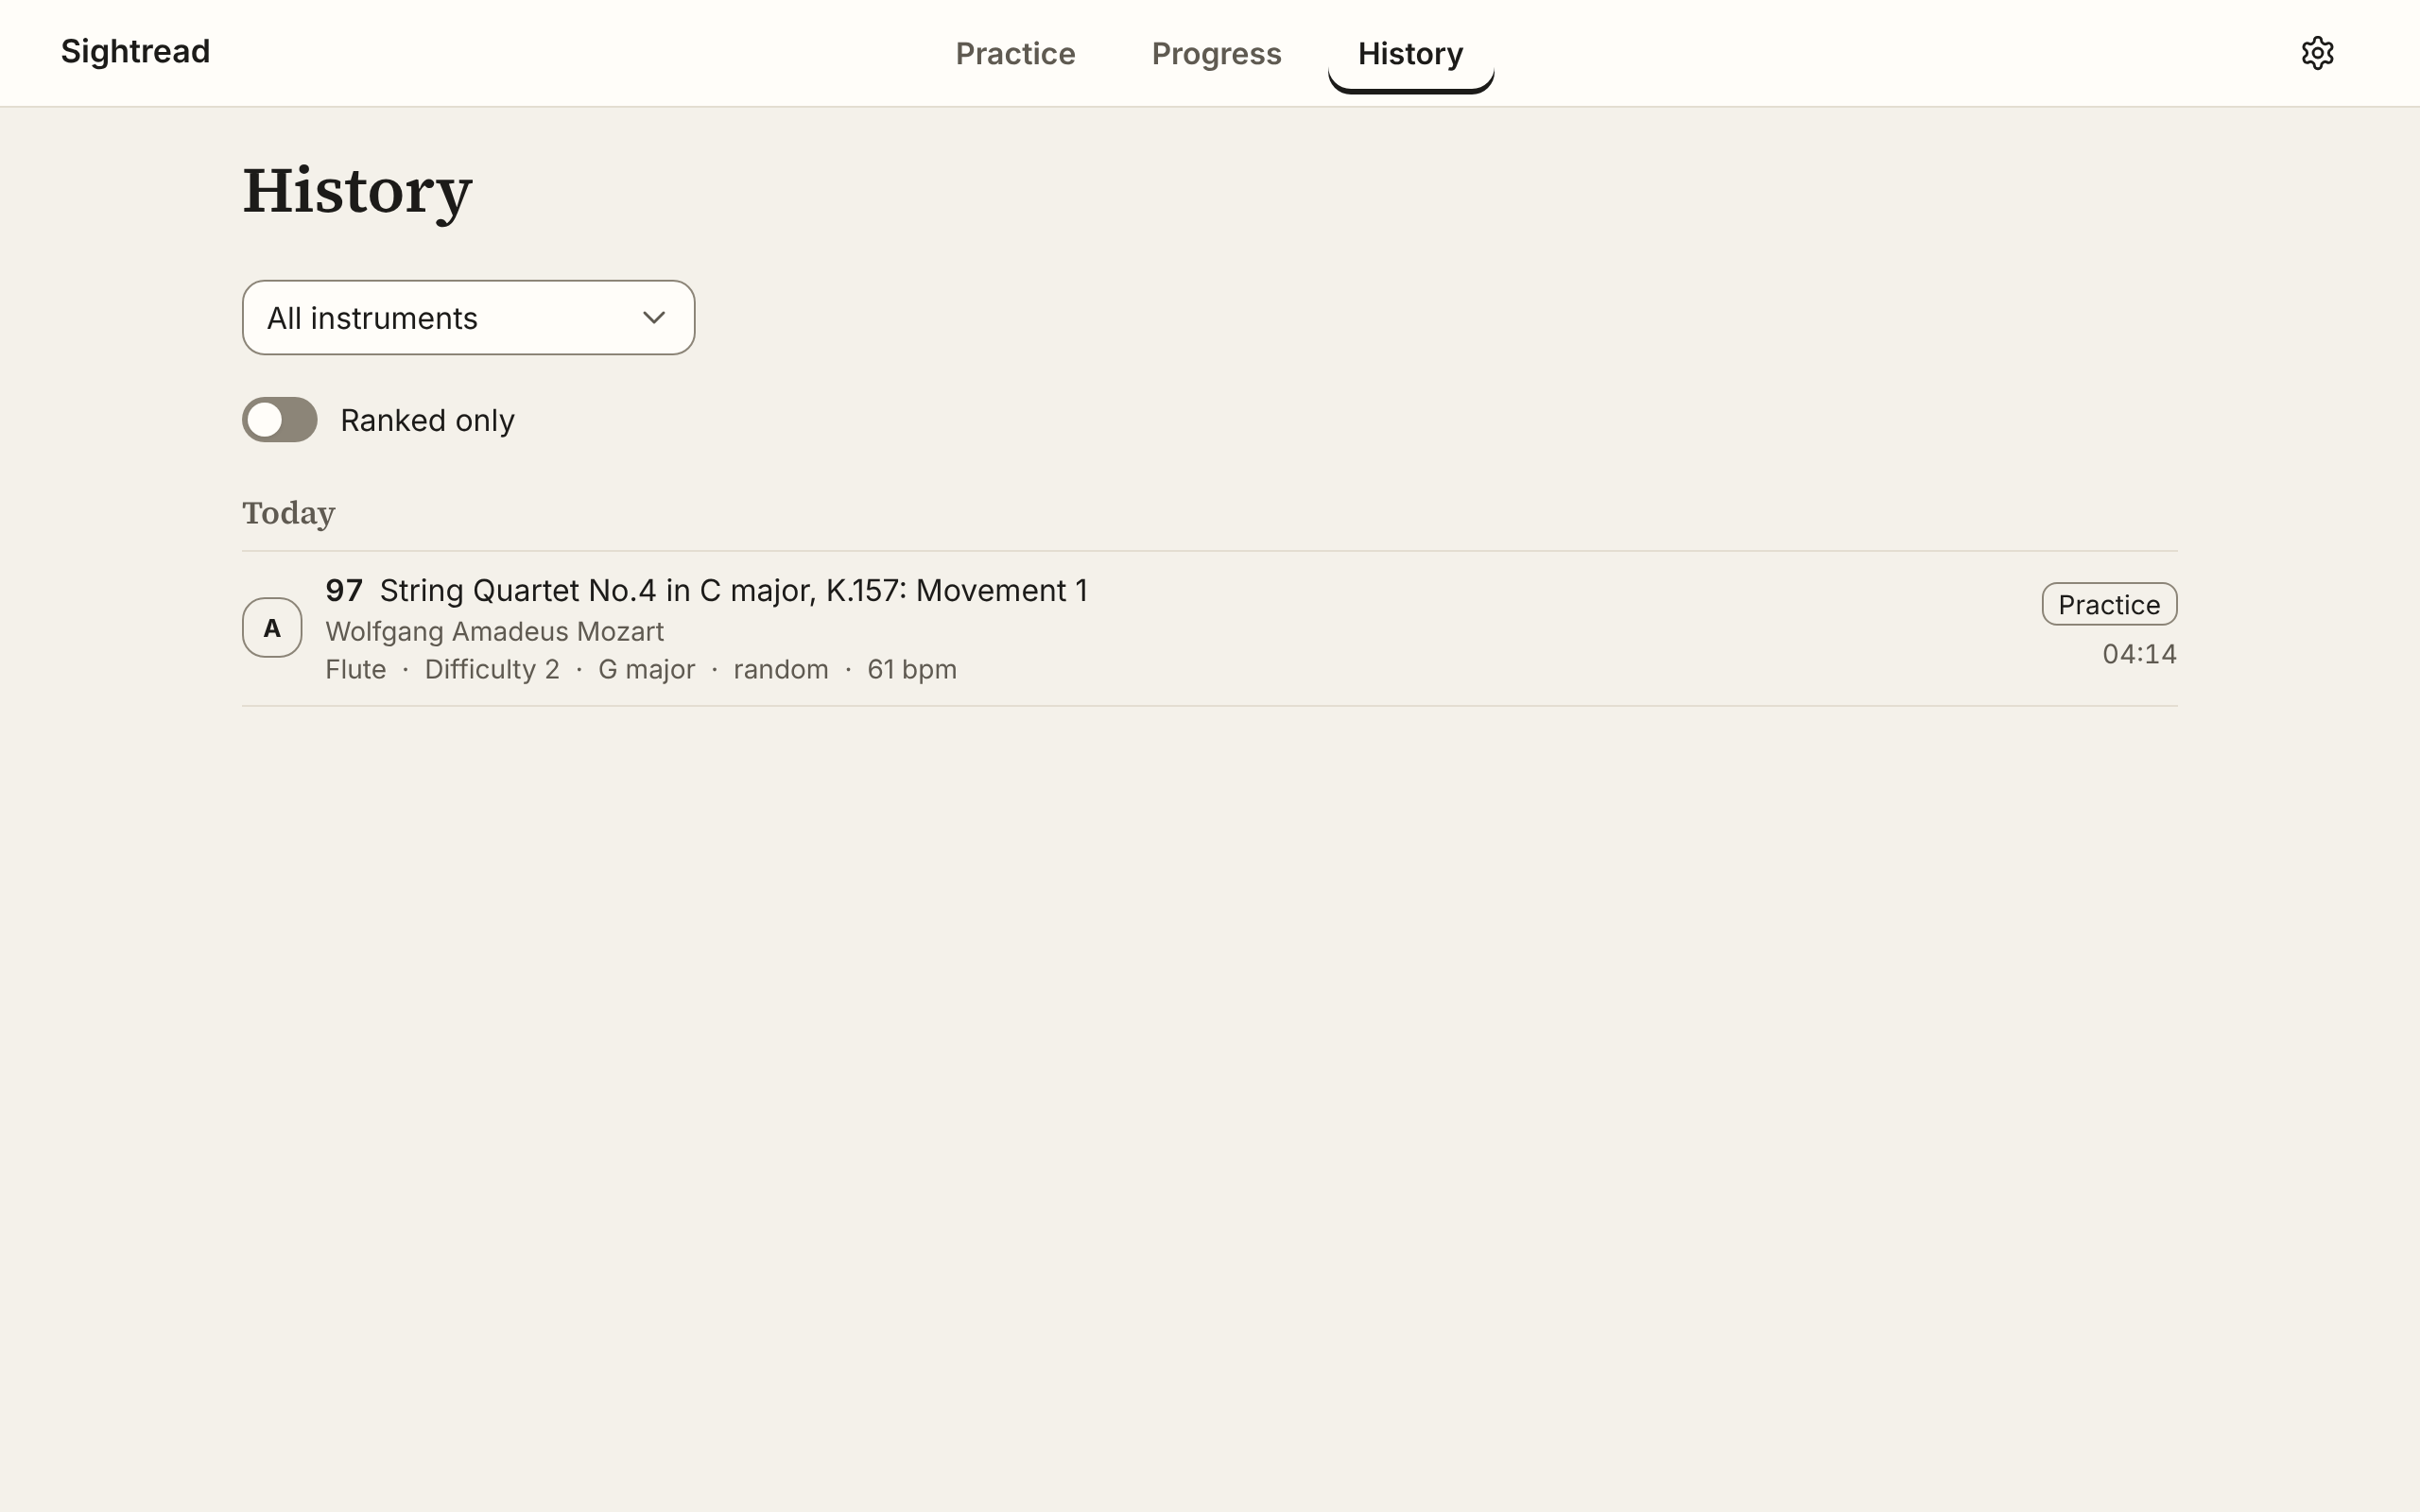 Sightread
Practice
Progress
History
History
All instruments
Ranked only
Today
A
97 String Quartet No.4 in C major, K.157: Movement 1
Wolfgang Amadeus Mozart
Flute · Difficulty 2 · G major · random · 61 bpm
Practice
04:14